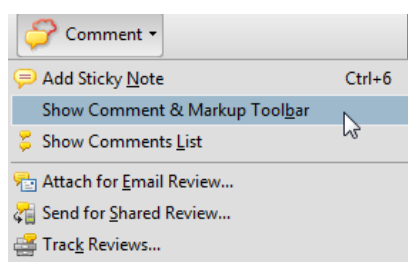 Comment
Add Sticky Note Ctrl+6
Show Comment & Markup Toolbar
Show Comments List
Attach for Email Review...
Send for Shared Review...
Track Reviews...